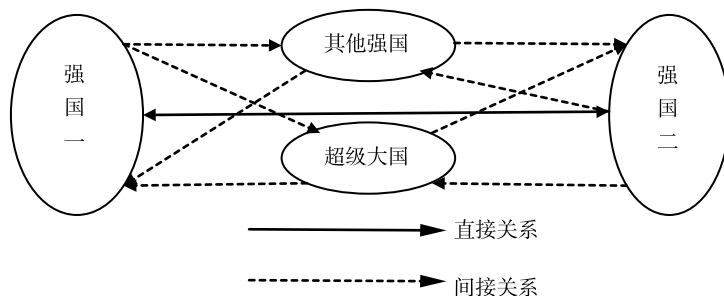 其他强国
强国一
强国二
超级大国
直接关系
间接关系